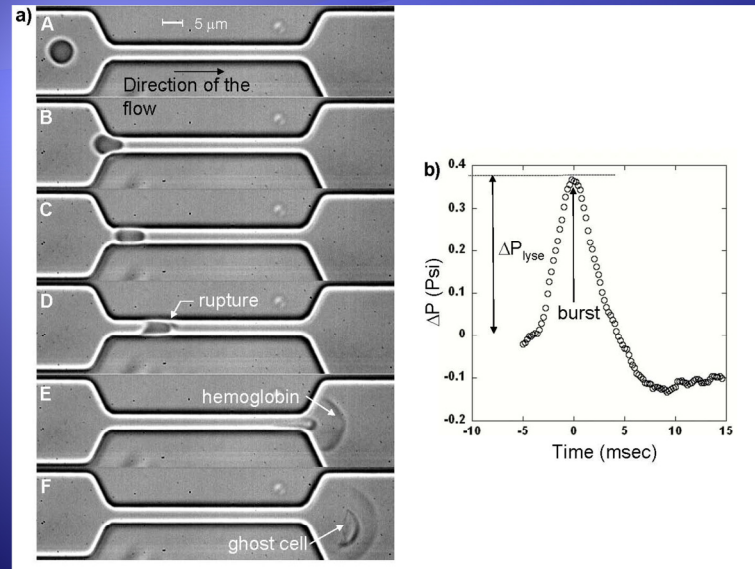 a)
A
5 μm
Direction of the
flow
B
C
D
rupture
E
hemoglobin
F
ghost cell
b)
0.4
0.3
0.2
0.1
0
-0.1
-0.2
ΔP (Psi)
ΔPlyse
burst
-10 -5 0 5 10 15
Time (msec)